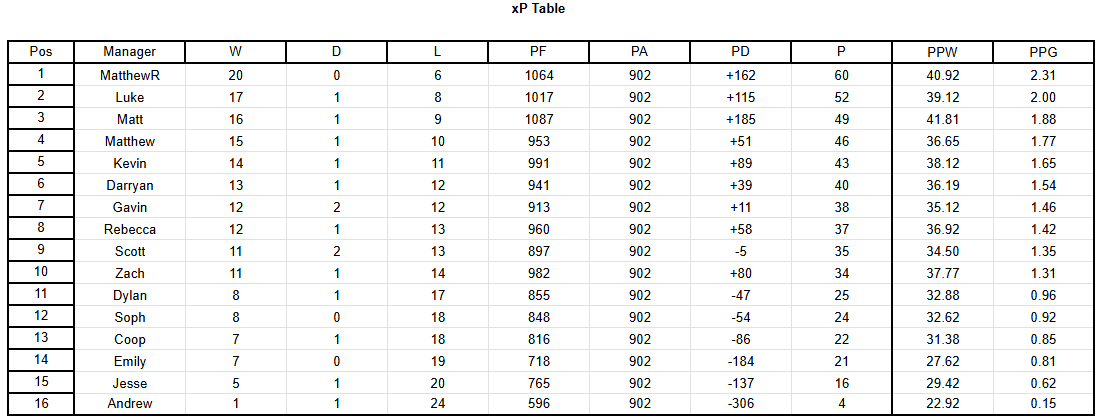 xP Table
Pos Manager W D L PF PA PD P PPW PPG
1 MatthewR 20 0 6 1064 902 +162 60 40.92 2.31
2 Luke 17 1 8 1017 902 +115 52 39.12 2.00
3 Matt 16 1 9 1087 902 +185 49 41.81 1.88
4 Matthew 15 1 10 953 902 +51 46 36.65 1.77
5 Kevin 14 1 11 991 902 +89 43 38.12 1.65
6 Darryan 13 1 12 941 902 +39 40 36.19 1.54
7 Gavin 12 2 12 913 902 +11 38 35.12 1.46
8 Rebecca 12 1 13 960 902 +58 37 36.92 1.42
9 Scott 11 2 13 897 902 -5 35 34.50 1.35
10 Zach 11 1 14 982 902 +80 34 37.77 1.31
11 Dylan 8 1 17 855 902 -47 25 32.88 0.96
12 Soph 8 0 18 848 902 -54 24 32.62 0.92
13 Coop 7 1 18 816 902 -86 22 31.38 0.85
14 Emily 7 0 19 718 902 -184 21 27.62 0.81
15 Jesse 5 1 20 765 902 -137 16 29.42 0.62
16 Andrew 1 1 24 596 902 -306 4 22.92 0.15